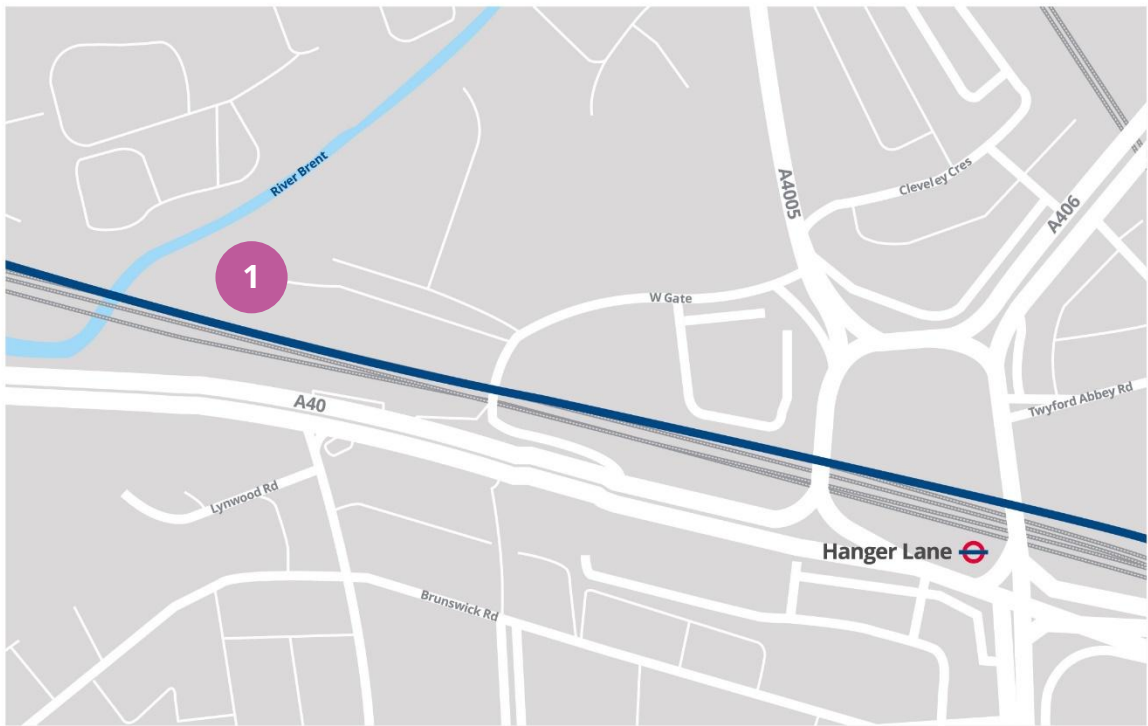 River Brent
1
A4005
Cleveley Cres
A406
W Gate
Twyford Abbey Rd
A40
Lynwood Rd
Hanger Lane
Brunswick Rd